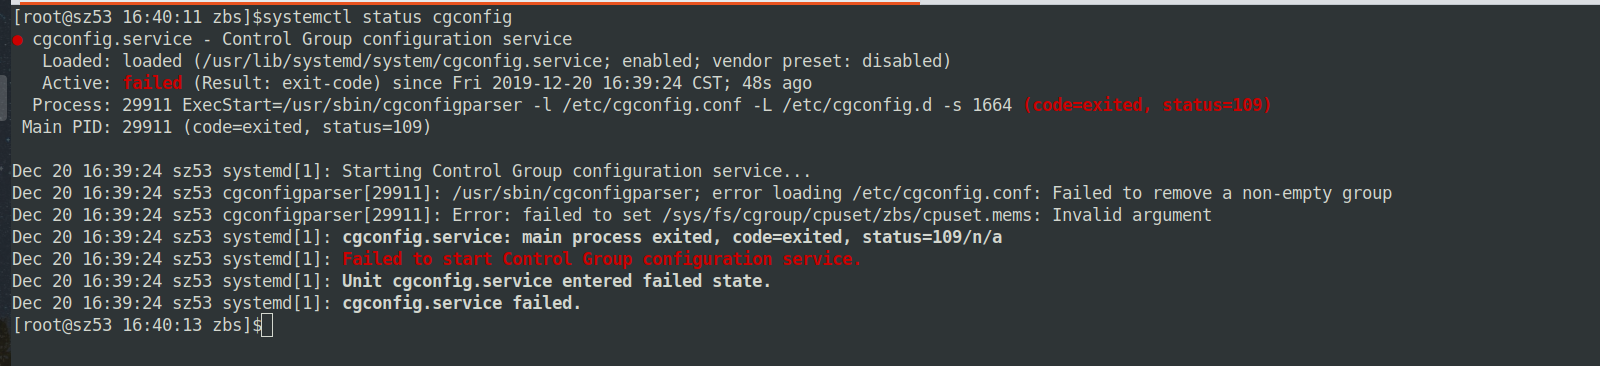 [root@sz53 16:40:11 zbs]$systemctl status cgconfig
● cgconfig.service - Control Group configuration service
   Loaded: loaded (/usr/lib/systemd/system/cgconfig.service; enabled; vendor preset: disabled)
   Active: failed (Result: exit-code) since Fri 2019-12-20 16:39:24 CST; 48s ago
  Process: 29911 ExecStart=/usr/sbin/cgconfigparser -l /etc/cgconfig.conf -L /etc/cgconfig.d -s 1664 (code=exited, status=109)
 Main PID: 29911 (code=exited, status=109)

Dec 20 16:39:24 sz53 systemd[1]: Starting Control Group configuration service...
Dec 20 16:39:24 sz53 cgconfigparser[29911]: /usr/sbin/cgconfigparser; error loading /etc/cgconfig.conf: Failed to remove a non-empty group
Dec 20 16:39:24 sz53 cgconfigparser[29911]: Error: failed to set /sys/fs/cgroup/cpuset/zbs/cpuset.mems: Invalid argument
Dec 20 16:39:24 sz53 systemd[1]: cgconfig.service: main process exited, code=exited, status=109/n/a
Dec 20 16:39:24 sz53 systemd[1]: Failed to start Control Group configuration service.
Dec 20 16:39:24 sz53 systemd[1]: Unit cgconfig.service entered failed state.
Dec 20 16:39:24 sz53 systemd[1]: cgconfig.service failed.
[root@sz53 16:40:13 zbs]$